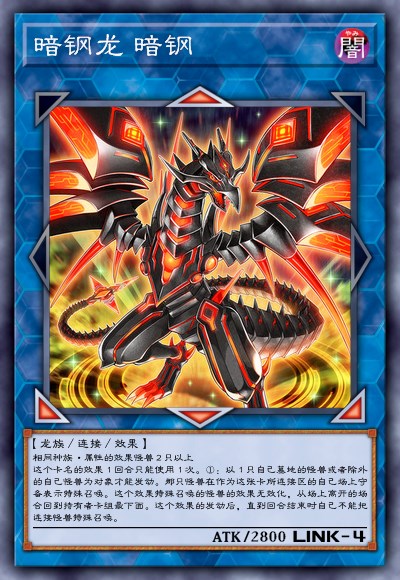 暗钢龙 暗钢
闇
やみ
【龙族/连接/效果】
相同种族·属性的效果怪兽2只以上
这个卡名的效果1回合只能使用1次。①：以1只自己墓地的怪兽或者除外
的自己怪兽为对象才能发动。那只怪兽在作为这张卡所连接区的自己场上守
备表示特殊召唤。这个效果特殊召唤的怪兽的效果无效化，从场上离开的场
合回到持有者卡组最下面。这个效果的发动后，直到回合结束时自己不能把
连接怪兽特殊召唤。
ATK/2800 LINK-4